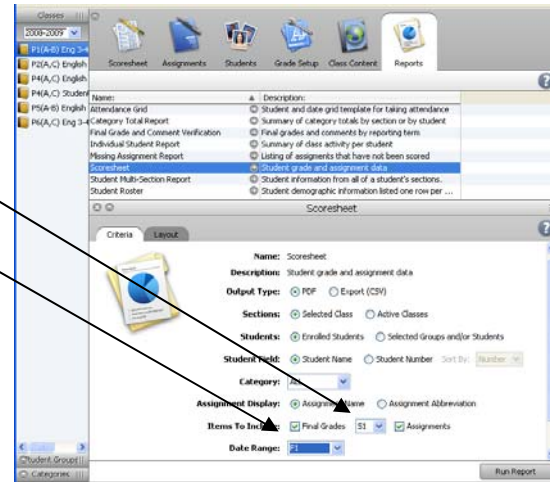 Classes
2008-2009
Scoresheet Assignments Students Grade Setup Class Content Reports
P1(A-B) Eng 3-4
P2(A,C) English
P4(A,C) English
P4(A,C) Student
P5(A-B) English
P6(A,C) Eng 3-4
Name: Description:
Attendance Grid Student and date grid template for taking attendance
Category Total Report Summary of category totals by section or by student
Final Grade and Comment Verification Final grades and comments by reporting term
Individual Student Report Summary of class activity per student
Missing Assignment Report Listing of assigments that have not been scored
Scoresheet Student grade and assignment data
Student Multi-Section Report Student information from all of a student's sections.
Student Roster Student demographic information listed one row per ...
Scoresheet
Criteria Layout
Name: Scoresheet
Description: Student grade and assignment data
Output Type: PDF Export (CSV)
Sections: Selected Class Active Classes
Students: Enrolled Students Selected Groups and/or Students
Student Field: Student Name Student Number Sort By: Number
Category: ALL
Assignment Display: Assignment Name Assignment Abbreviation
Items To Include: Final Grades S1 Assignments
Date Range: P1
Student Groups
Categories
Run Report